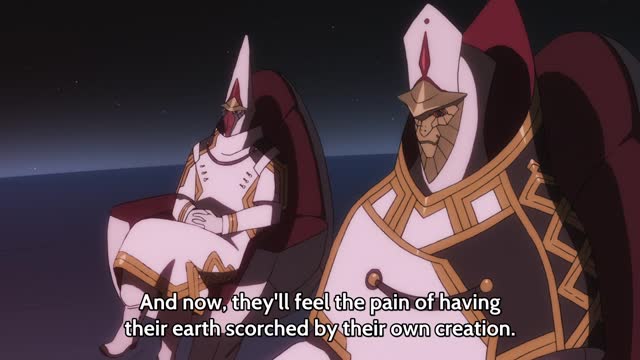 And now, they'll feel the pain of having
their earth scorched by their own creation.